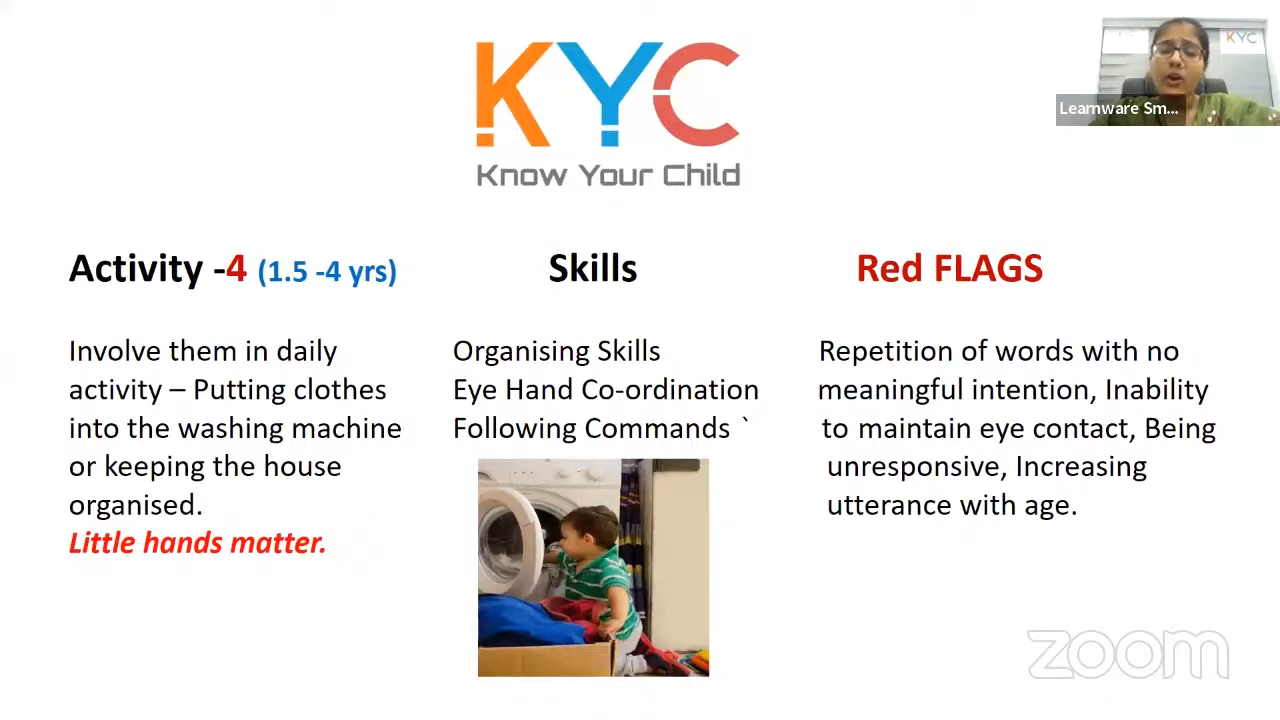 KYC
Know Your Child
KYC
Learnware Sm...
Activity -4 (1.5 -4 yrs)
Involve them in daily
activity – Putting clothes
into the washing machine
or keeping the house
organised.
Little hands matter.
Skills
Organising Skills
Eye Hand Co-ordination
Following Commands `
Red FLAGS
Repetition of words with no
meaningful intention, Inability
to maintain eye contact, Being
unresponsive, Increasing
utterance with age.
zoom